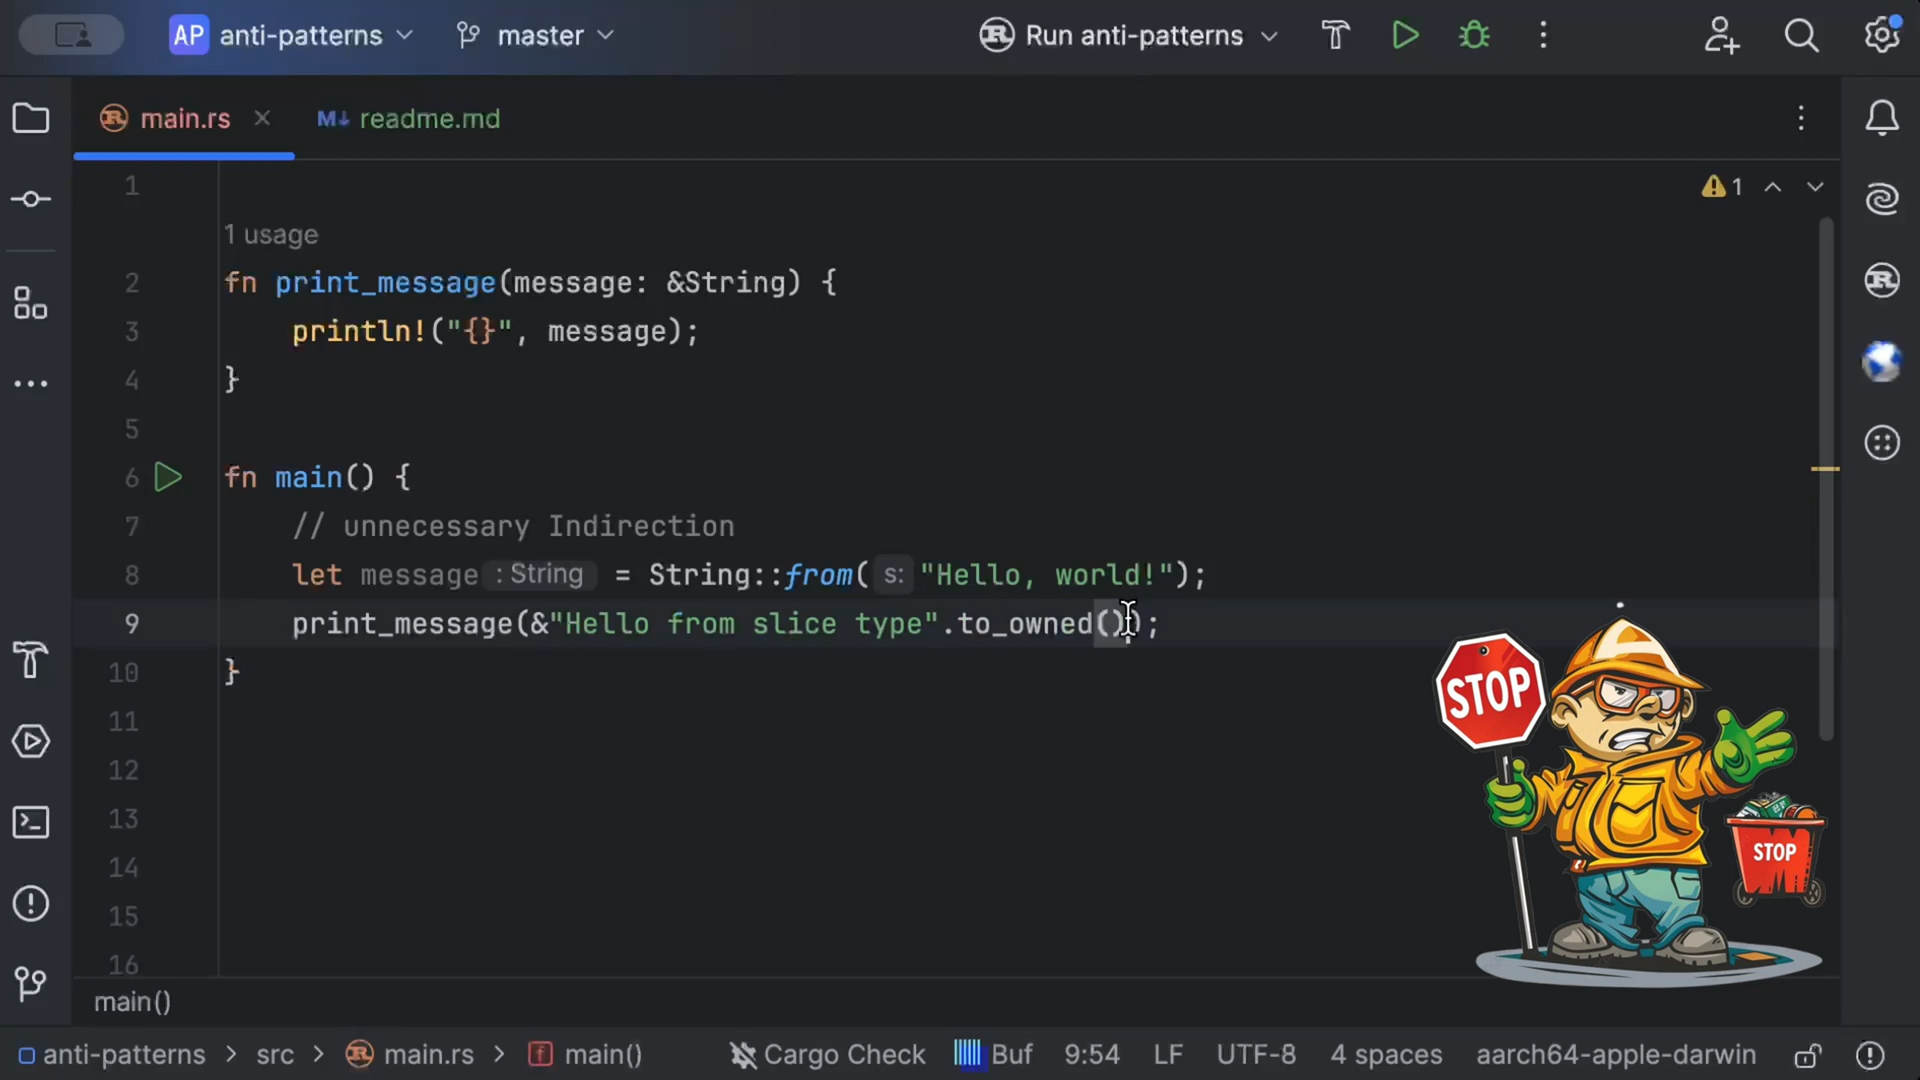 AP anti-patterns master Run anti-patterns
main.rs M↓ readme.md
1 1
1 usage
2 fn print_message(message: &String) {
3 println!("{}", message);
4 }
5
6 fn main() {
7 // unnecessary Indirection
8 let message : String = String::from( s: "Hello, world!");
9 print_message(&"Hello from slice type".to_owned());
10 }
11
12
13
14
15
16
STOP
STOP
main()
anti-patterns > src > main.rs > f main() Cargo Check Buf 9:54 LF UTF-8 4 spaces aarch64-apple-darwin